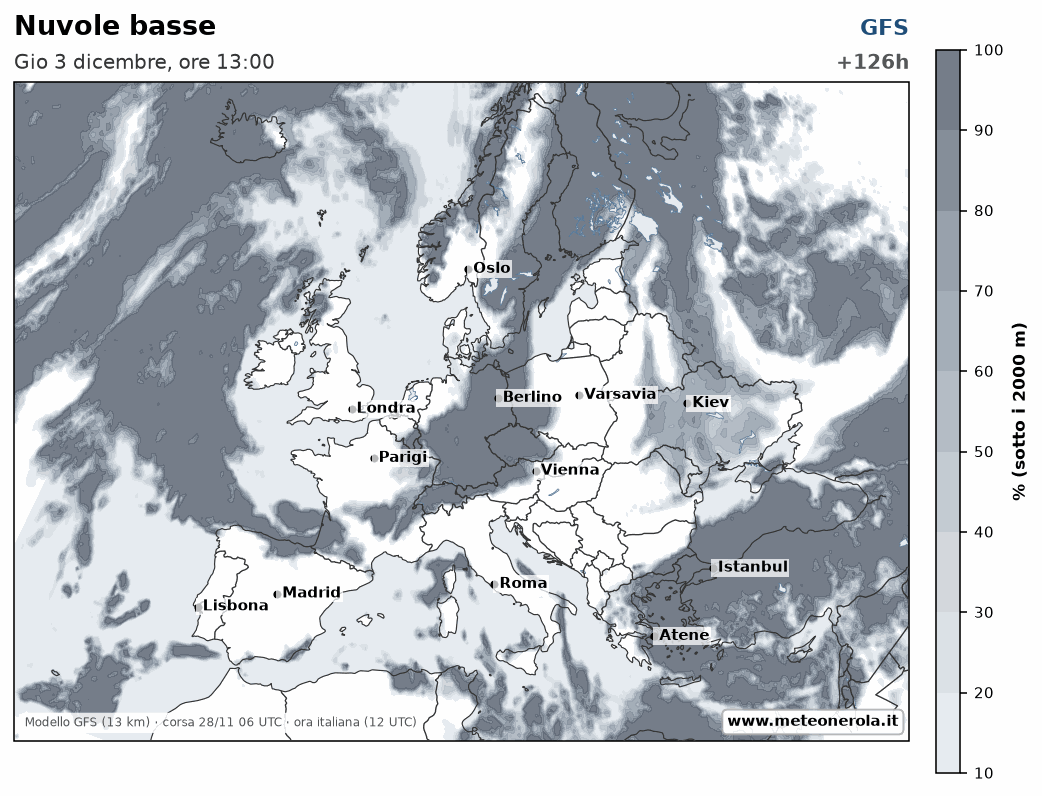 Nuvole basse
GFS
Gio 3 dicembre, ore 13:00
+126h
100
90
80
70
60
50
40
30
20
10
% (sotto i 2000 m)
Oslo
Berlino
Varsavia
Londra
Kiev
Parigi
Vienna
Istanbul
Roma
Madrid
Lisbona
Atene
Modello GFS (13 km) · corsa 28/11 06 UTC · ora italiana (12 UTC)
www.meteonerola.it